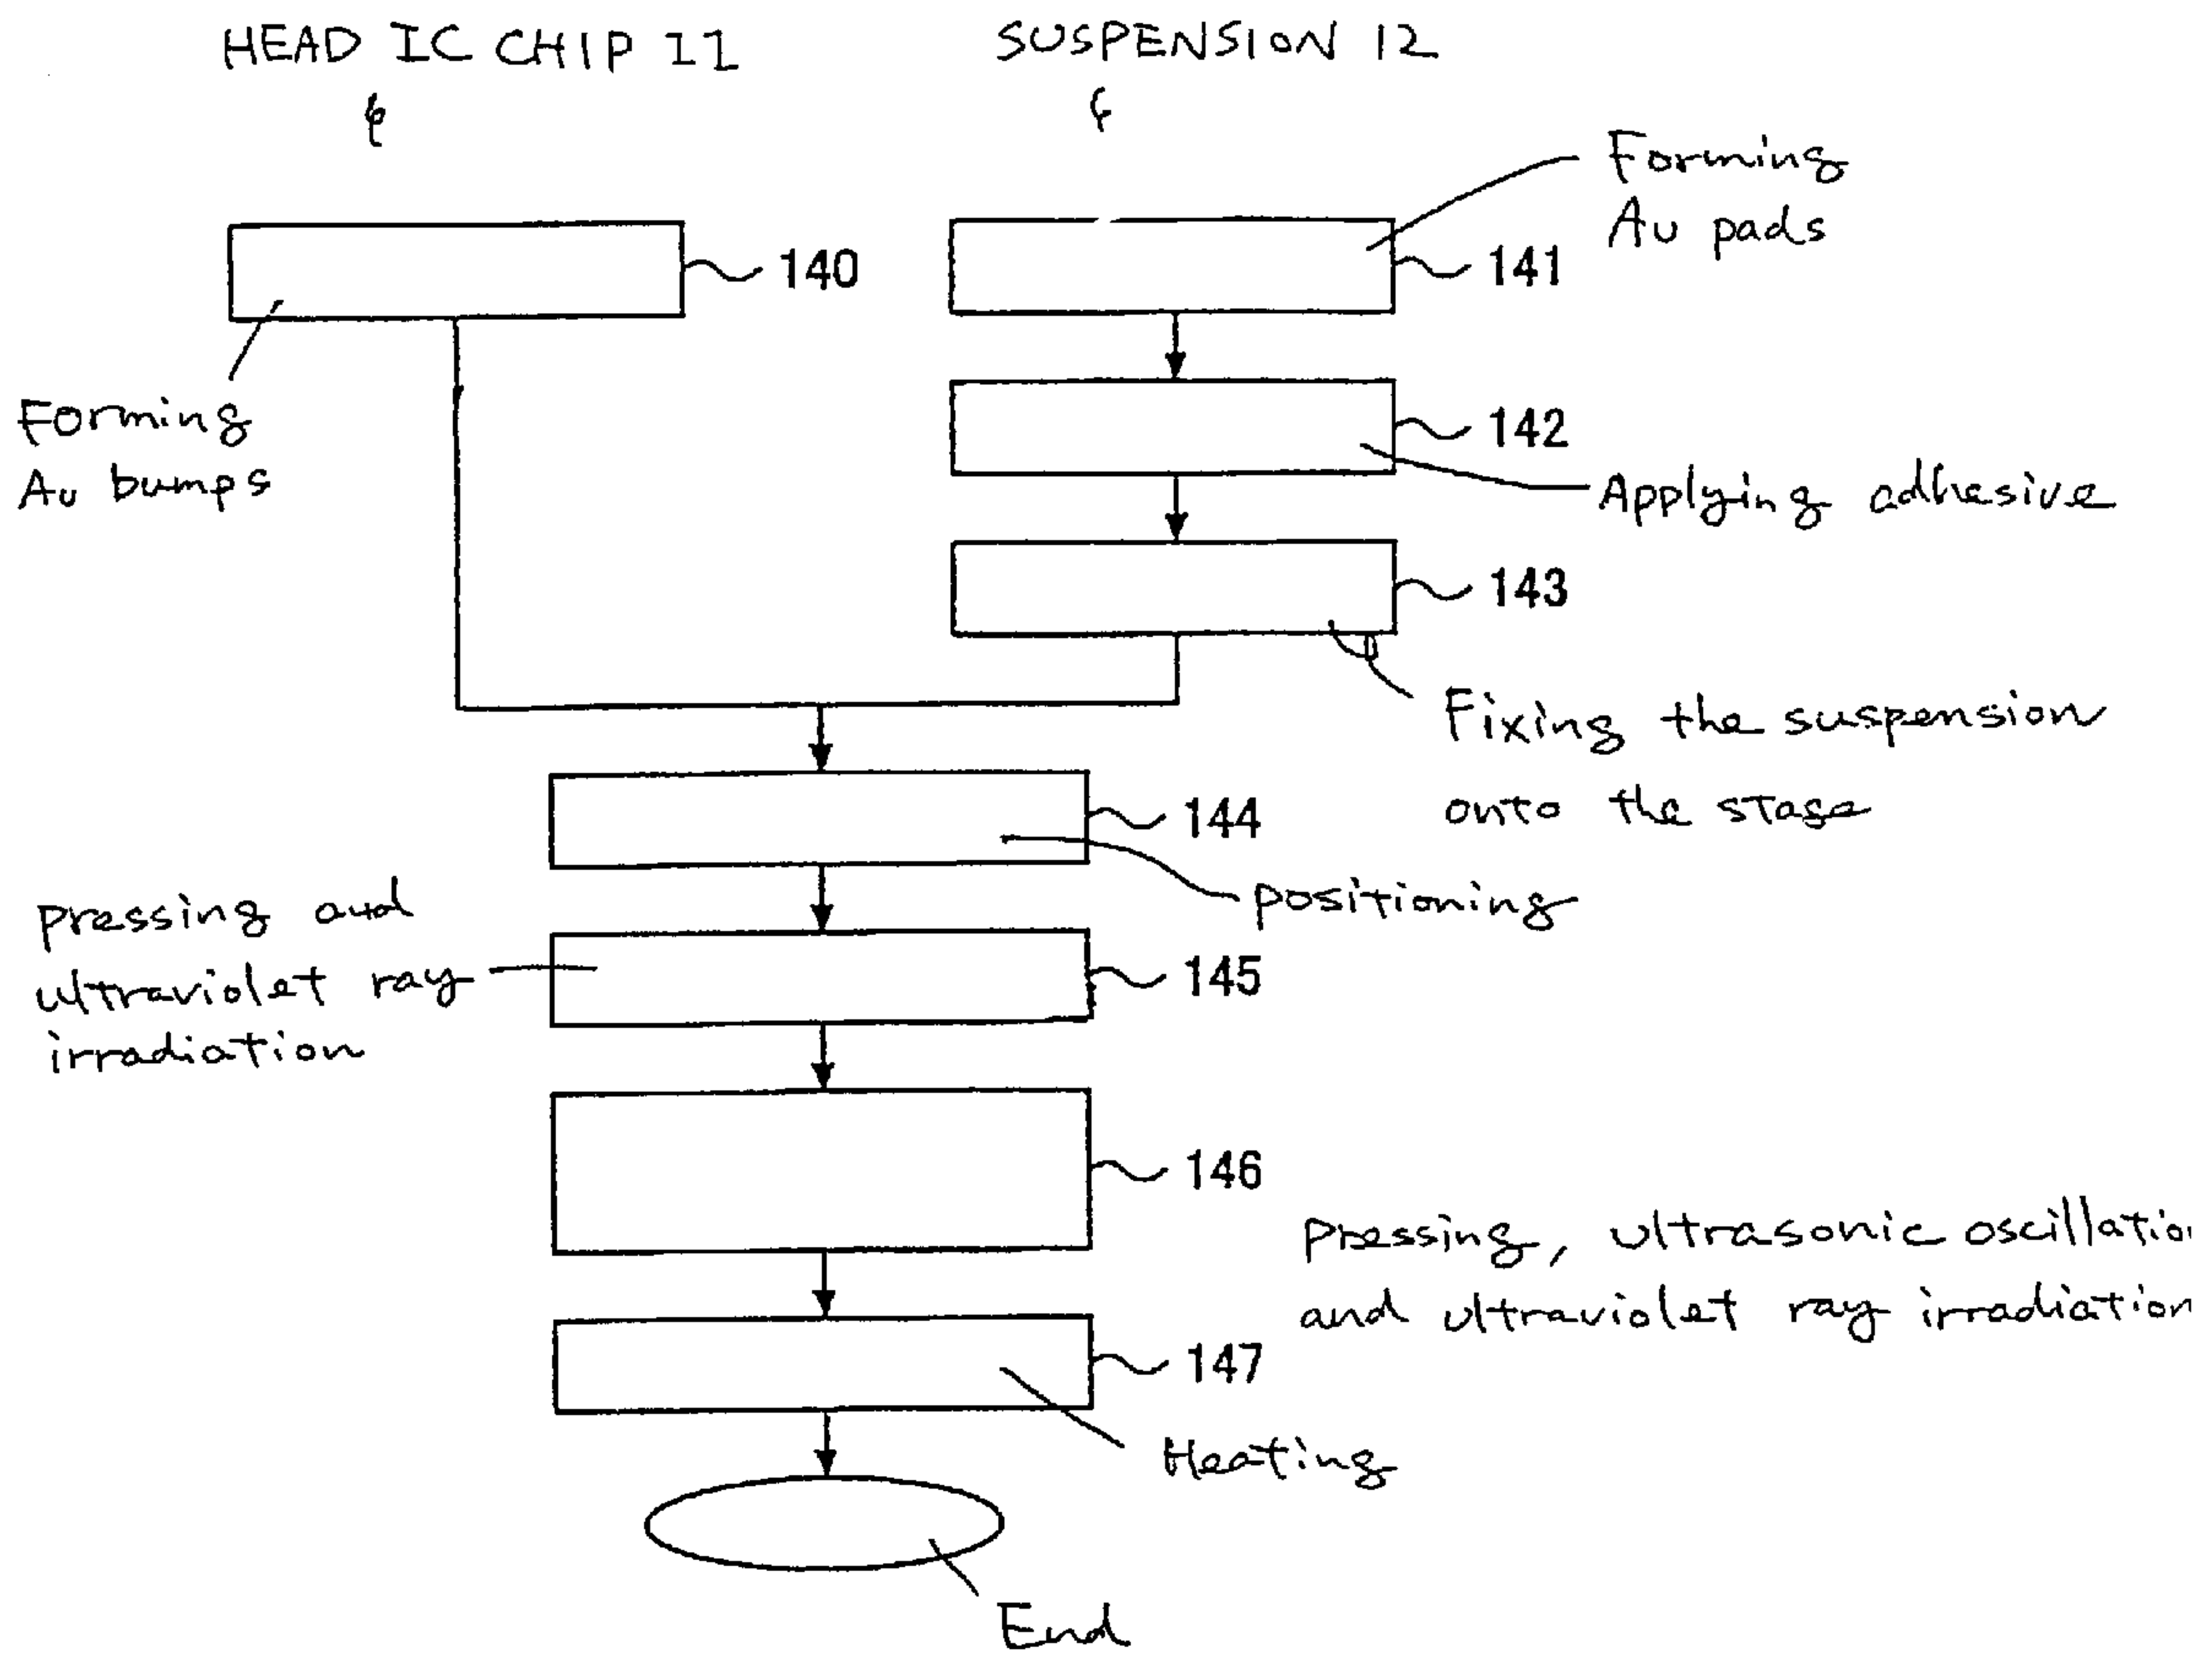 HEAD IC CHIP 11
SUSPENSION 12
Forming
Au pads
140
141
Forming
Au bumps
142
Applying adhesive
143
Fixing the suspension
onto the stage
144
positioning
pressing and
ultraviolet ray
irradiation
145
146
pressing, ultrasonic oscillatio
and ultraviolet ray irradiation
147
Heating
End